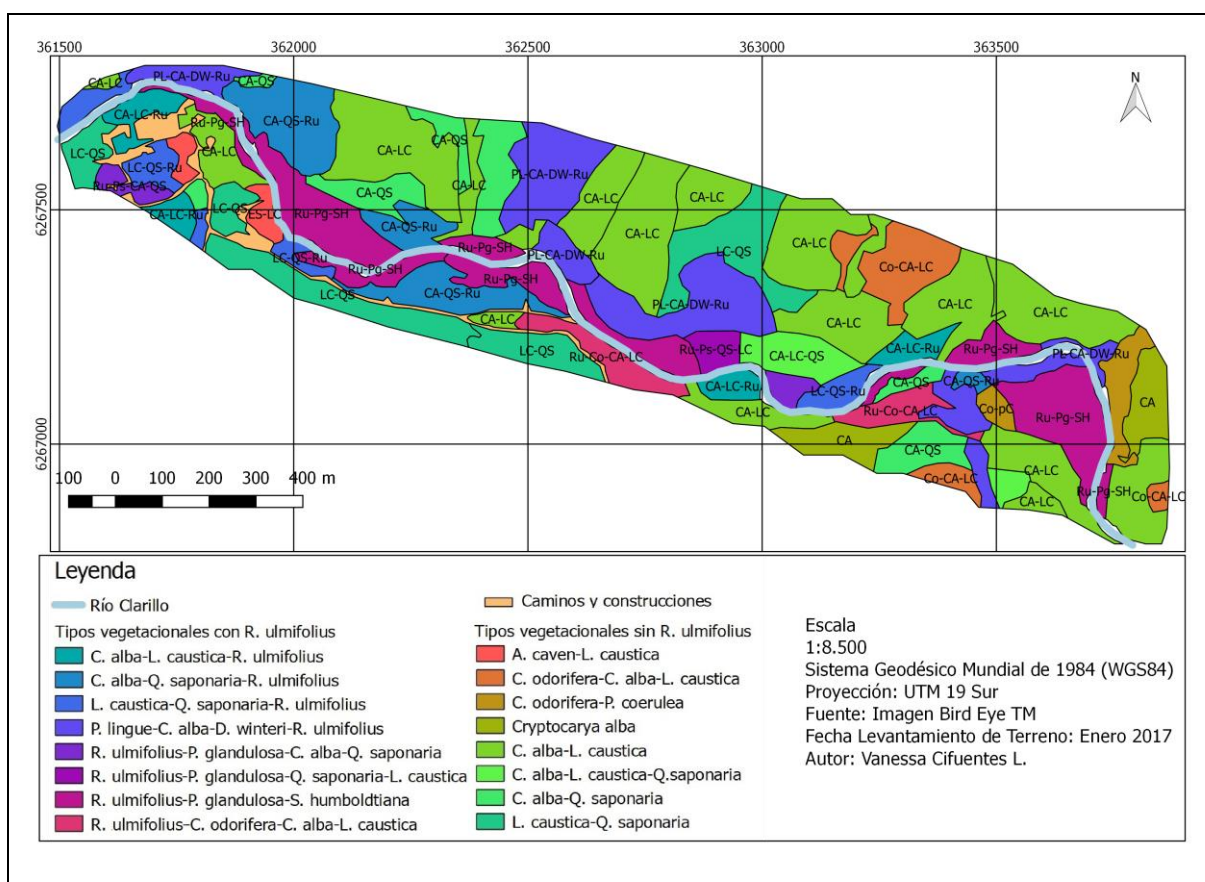 361500 362000 362500 363000 363500
N
PL-CA-DW-Ru
CA-LC CA-QS
CA-LC-Ru Ru-Pg-SH CA-QS-Ru
CA-QS
LC-QS CA-LC CA-LC CA-LC
LC-QS-Ru PL-CA-DW-Ru
Ru-Ps-CA-QS CA-QS CA-LC CA-LC
6267500
CA-LC-Ru LC-QS ES-LC Ru-Pg-SH CA-QS-Ru CA-LC CA-LC
LC-QS-Ru Ru-Pg-SH Ru-Pg-SH PL-CA-DW-Ru LC-QS Co-CA-LC
Ru-Pg-SH
LC-QS CA-QS-Ru PL-CA-DW-Ru CA-LC CA-LC
CA-LC CA-LC
LC-QS Ru-Co-CA-LC Ru-Ps-QS-LC CA-LC-QS CA-LC-Ru Ru-Pg-SH PL-CA-DW-Ru
CA-LC-Ru LC-QS-Ru CA-QS CA-QS-Ru
CA-LC Ru-Co-CA-LC Co-pC Ru-Pg-SH CA
6267000
CA CA-QS
Co-CA-LC CA-LC Ru-Pg-SH Co-CA-LC
CA-LC
100 0 100 200 300 400 m
Leyenda
Río Clarillo
Tipos vegetacionales con R. ulmifolius
C. alba-L. caustica-R. ulmifolius
C. alba-Q. saponaria-R. ulmifolius
L. caustica-Q. saponaria-R. ulmifolius
P. lingue-C. alba-D. winteri-R. ulmifolius
R. ulmifolius-P. glandulosa-C. alba-Q. saponaria
R. ulmifolius-P. glandulosa-Q. saponaria-L. caustica
R. ulmifolius-P. glandulosa-S. humboldtiana
R. ulmifolius-C. odorifera-C. alba-L. caustica
Caminos y construcciones
Tipos vegetacionales sin R. ulmifolius
A. caven-L. caustica
C. odorifera-C. alba-L. caustica
C. odorifera-P. coerulea
Cryptocarya alba
C. alba-L. caustica
C. alba-L. caustica-Q.saponaria
C. alba-Q. saponaria
L. caustica-Q. saponaria
Escala
1:8.500
Sistema Geodésico Mundial de 1984 (WGS84)
Proyección: UTM 19 Sur
Fuente: Imagen Bird Eye TM
Fecha Levantamiento de Terreno: Enero 2017
Autor: Vanessa Cifuentes L.